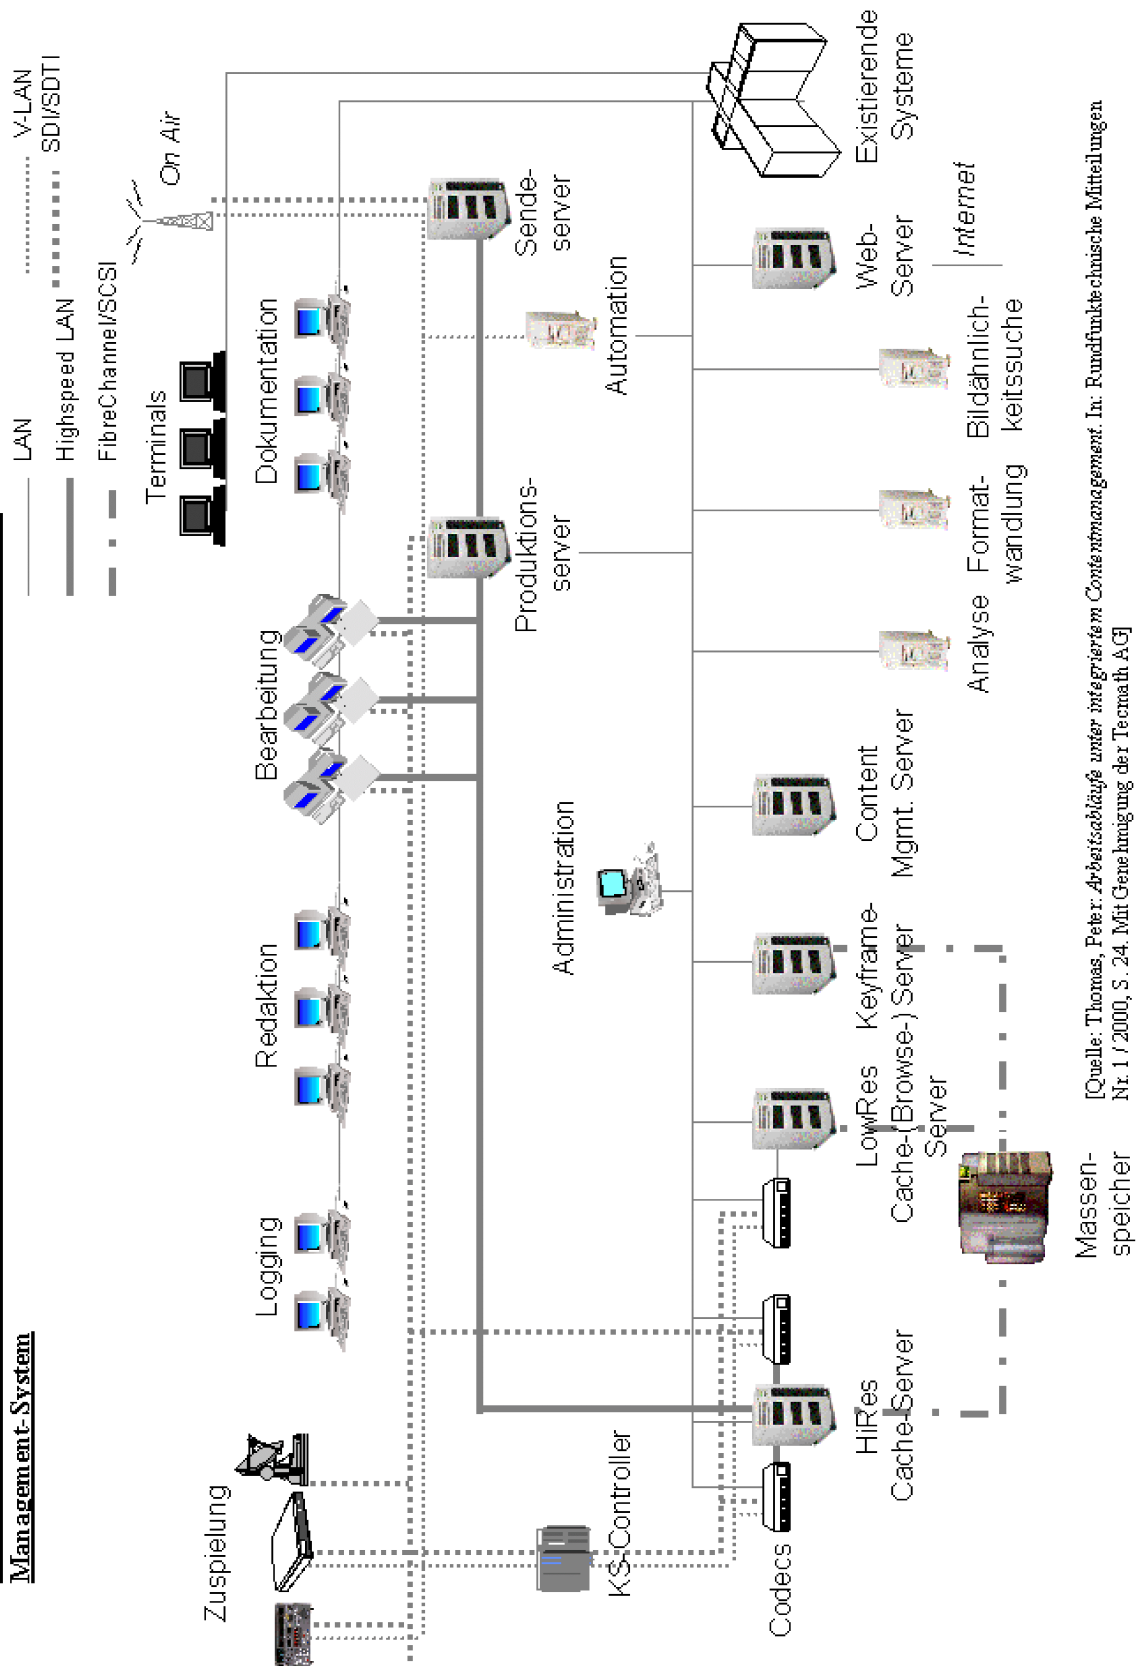 Management-System
LAN
V-LAN
Highspeed LAN
SDI/SDTI
FibreChannel/SCSI
On Air
Terminals
Zuspielung
Logging
Redaktion
Bearbeitung
Dokumentation
Produktions-
server
Sende-
server
KS-Controller
Administration
Automation
Codecs
HiRes
Cache-Server
LowRes
Cache-(Browse-)
Server
Keyframe-
Server
Content
Mgmt. Server
Analyse
Format-
wandlung
Bildähnlich-
keitssuche
Web-
Server
Internet
Existierende
Systeme
Massen-
speicher
[Quelle: Thomas, Peter: Arbeitsabläufe unter integriertem Contentmanagement. In: Rundfunktechnische Mitteilungen
Nr. 1 / 2000, S. 24. Mit Genehmigung der Tecmath AG]